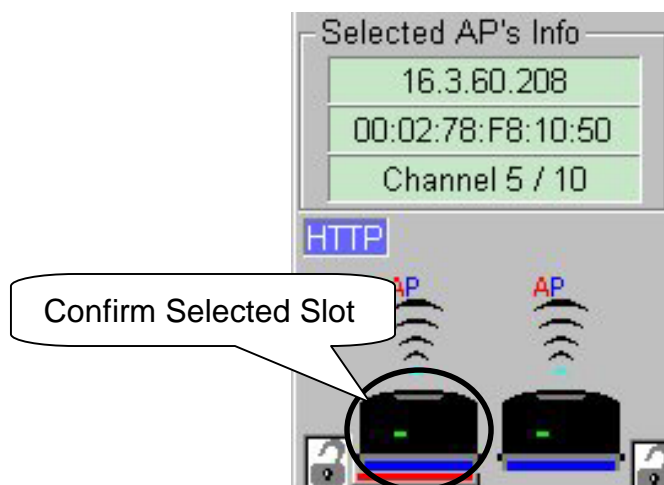 Selected AP's Info
16.3.60.208
00:02:78:F8:10:50
Channel 5 / 10
HTTP
AP AP
Confirm Selected Slot